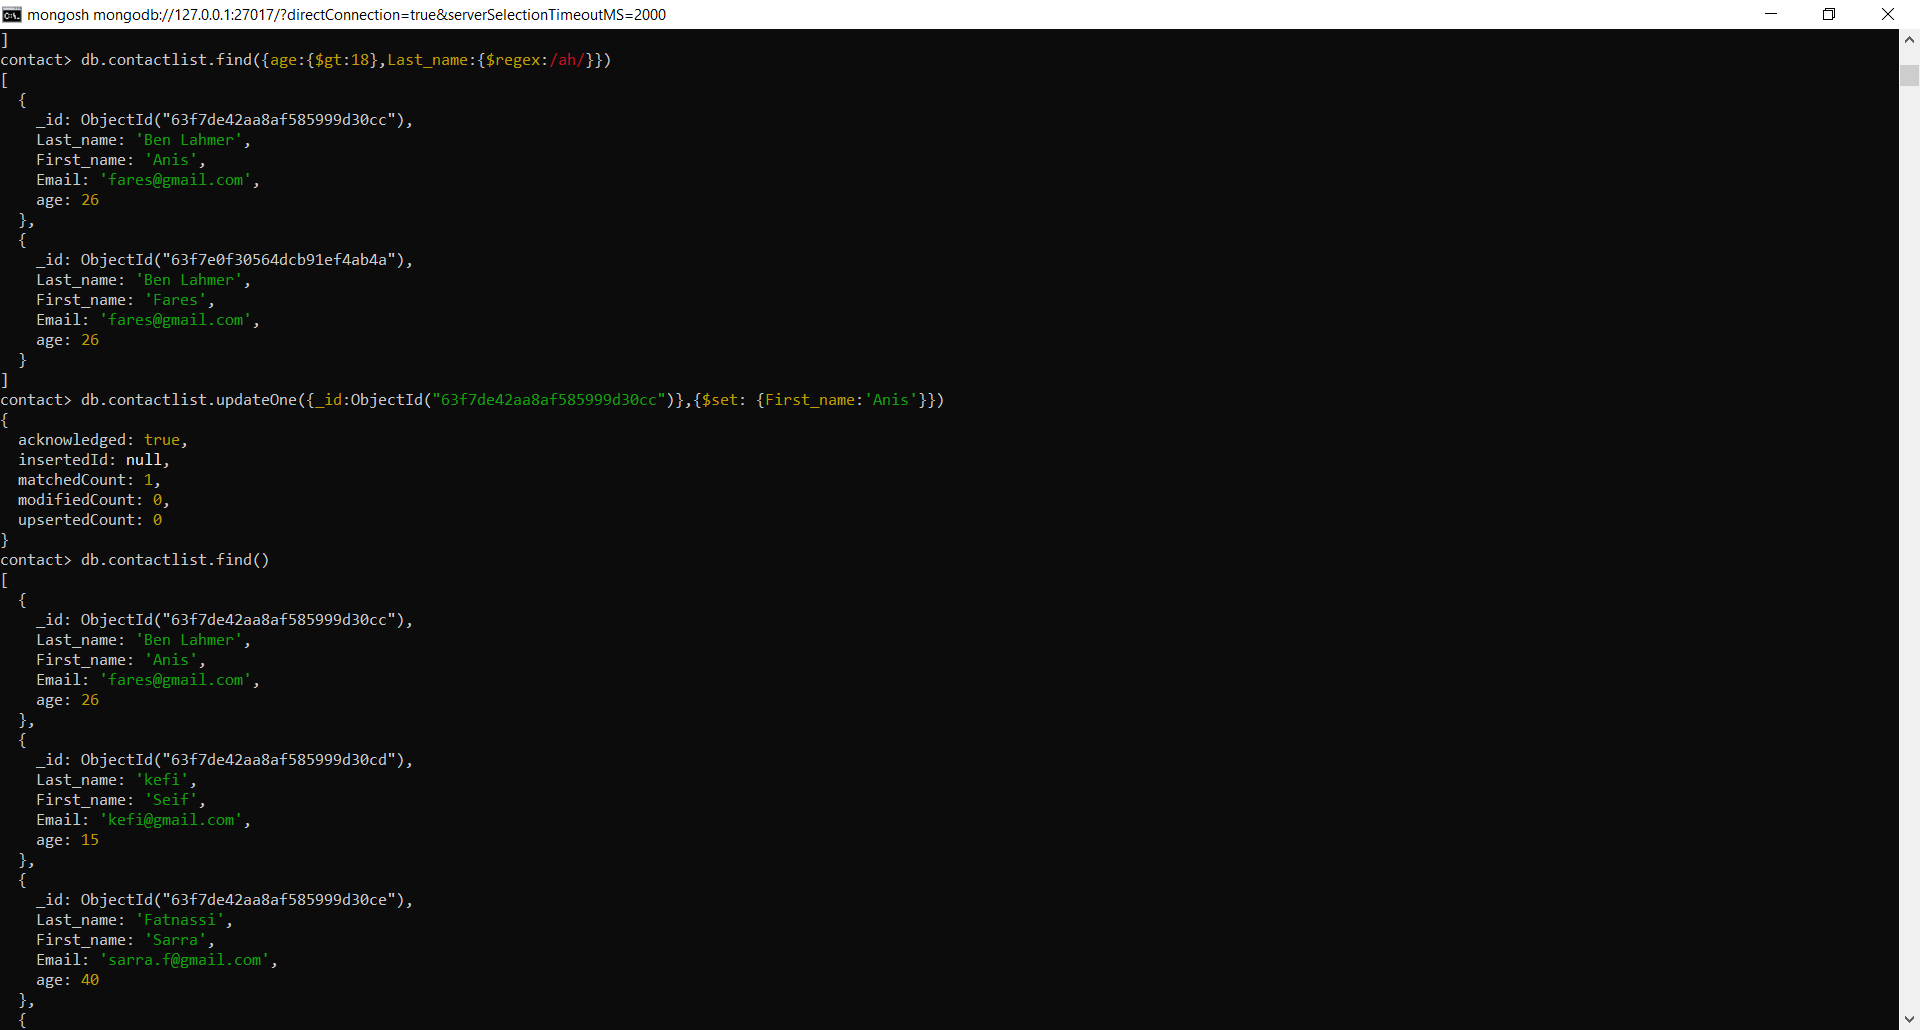 mongosh mongodb://127.0.0.1:27017/?directConnection=true&serverSelectionTimeoutMS=2000
]
contact> db.contactlist.find({age:{$gt:18},Last_name:{$regex:/ah/}})
[
  {
    _id: ObjectId("63f7de42aa8af585999d30cc"),
    Last_name: 'Ben Lahmer',
    First_name: 'Anis',
    Email: 'fares@gmail.com',
    age: 26
  },
  {
    _id: ObjectId("63f7e0f30564dcb91ef4ab4a"),
    Last_name: 'Ben Lahmer',
    First_name: 'Fares',
    Email: 'fares@gmail.com',
    age: 26
  }
]
contact> db.contactlist.updateOne({_id:ObjectId("63f7de42aa8af585999d30cc")},{$set: {First_name:'Anis'}})
{
  acknowledged: true,
  insertedId: null,
  matchedCount: 1,
  modifiedCount: 0,
  upsertedCount: 0
}
contact> db.contactlist.find()
[
  {
    _id: ObjectId("63f7de42aa8af585999d30cc"),
    Last_name: 'Ben Lahmer',
    First_name: 'Anis',
    Email: 'fares@gmail.com',
    age: 26
  },
  {
    _id: ObjectId("63f7de42aa8af585999d30cd"),
    Last_name: 'kefi',
    First_name: 'Seif',
    Email: 'kefi@gmail.com',
    age: 15
  },
  {
    _id: ObjectId("63f7de42aa8af585999d30ce"),
    Last_name: 'Fatnassi',
    First_name: 'Sarra',
    Email: 'sarra.f@gmail.com',
    age: 40
  },
  {